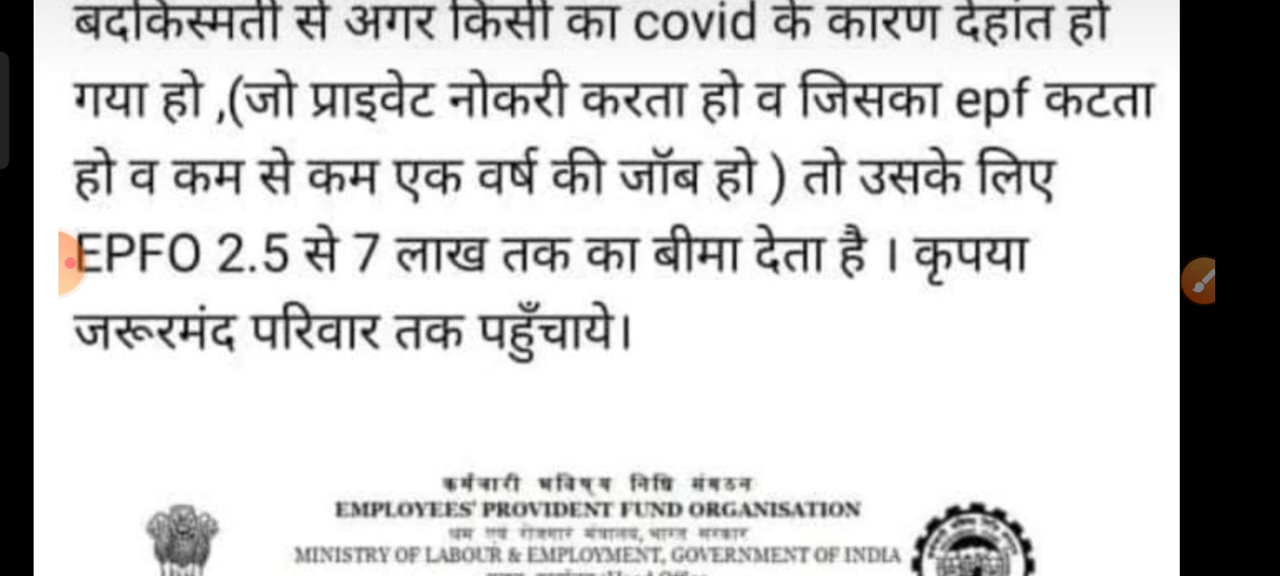 बदकिस्मती से अगर किसी का covid के कारण देहांत हो
गया हो ,(जो प्राइवेट नोकरी करता हो व जिसका epf कटता
हो व कम से कम एक वर्ष की जॉब हो ) तो उसके लिए
EPFO 2.5 से 7 लाख तक का बीमा देता है । कृपया
जरूरमंद परिवार तक पहुँचाये।
कर्मचारी भविष्य निधि संगठन
EMPLOYEES' PROVIDENT FUND ORGANISATION
श्रम एवं रोजगार मंत्रालय, भारत सरकार
MINISTRY OF LABOUR & EMPLOYMENT, GOVERNMENT OF INDIA